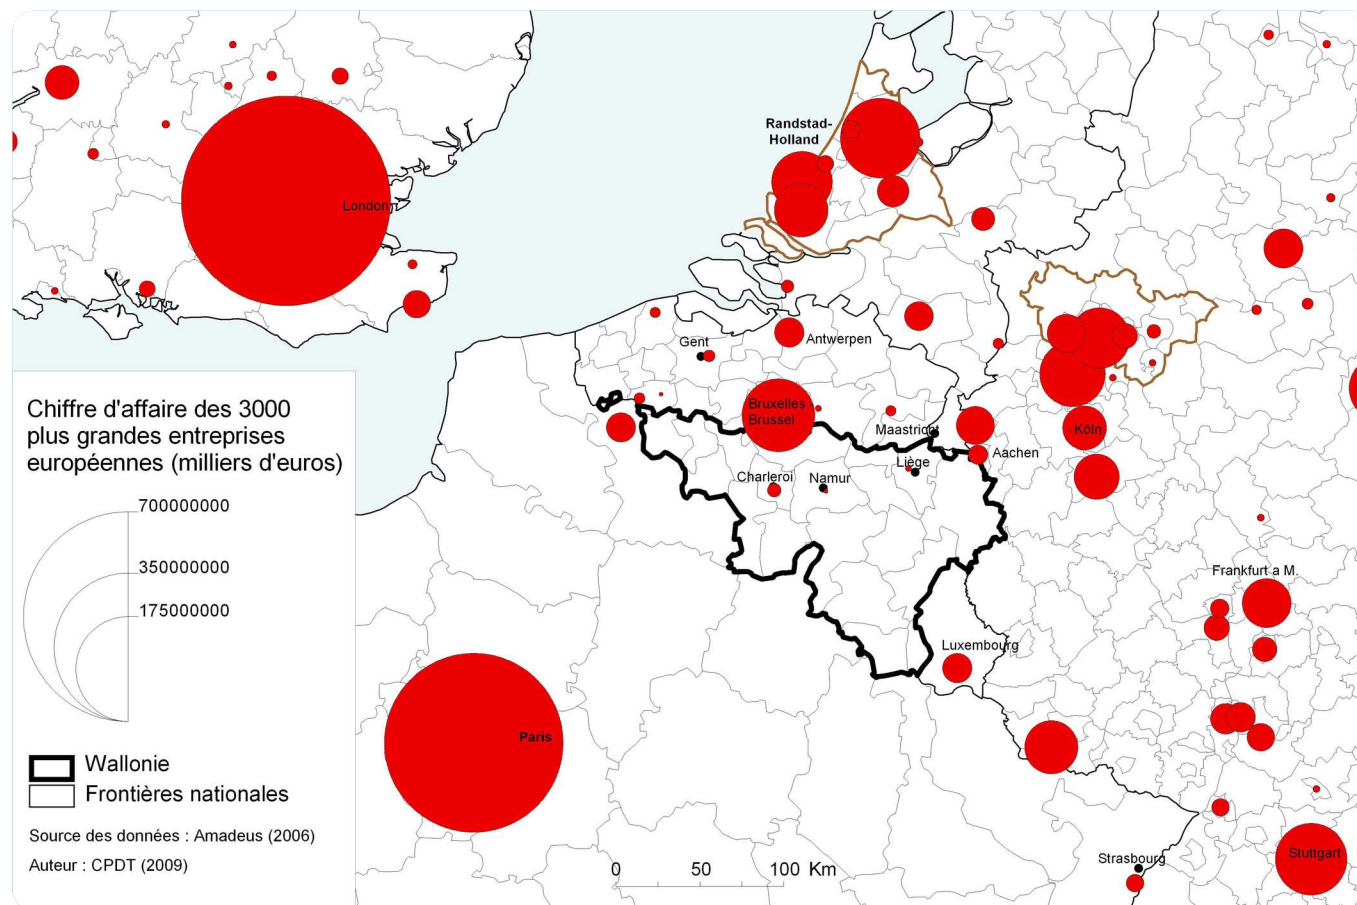 Randstad-
Holland
London
Gent
Antwerpen
Bruxelles -
Brussel
Maastricht
Köln
Aachen
Liège
Charleroi
Namur
Frankfurt a M.
Luxembourg
Paris
Strasbourg
Stuttgart
Chiffre d'affaire des 3000
plus grandes entreprises
européennes (milliers d'euros)
700000000
350000000
175000000
Wallonie
Frontières nationales
Source des données : Amadeus (2006)
Auteur : CPDT (2009)
0 50 100 Km